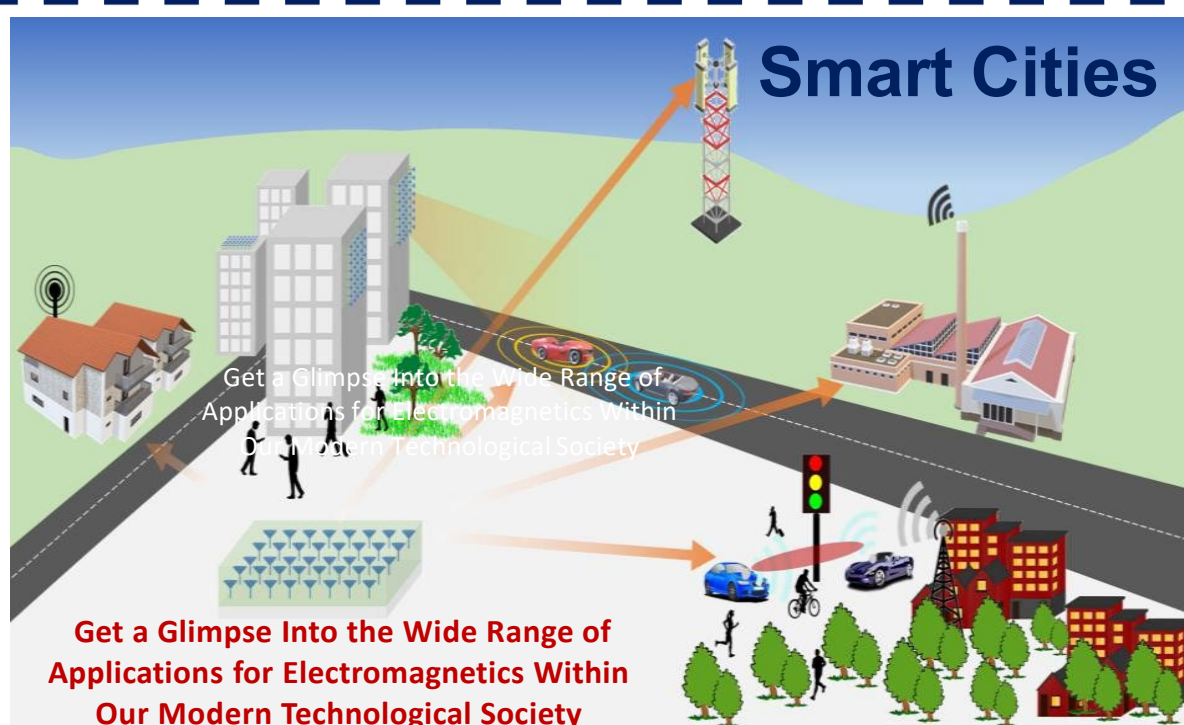 Smart Cities
Get a Glimpse Into the Wide Range of
Applications for Electromagnetics Within
Our Modern Technological Society
Get a Glimpse Into the Wide Range of
Applications for Electromagnetics Within
Our Modern Technological Society